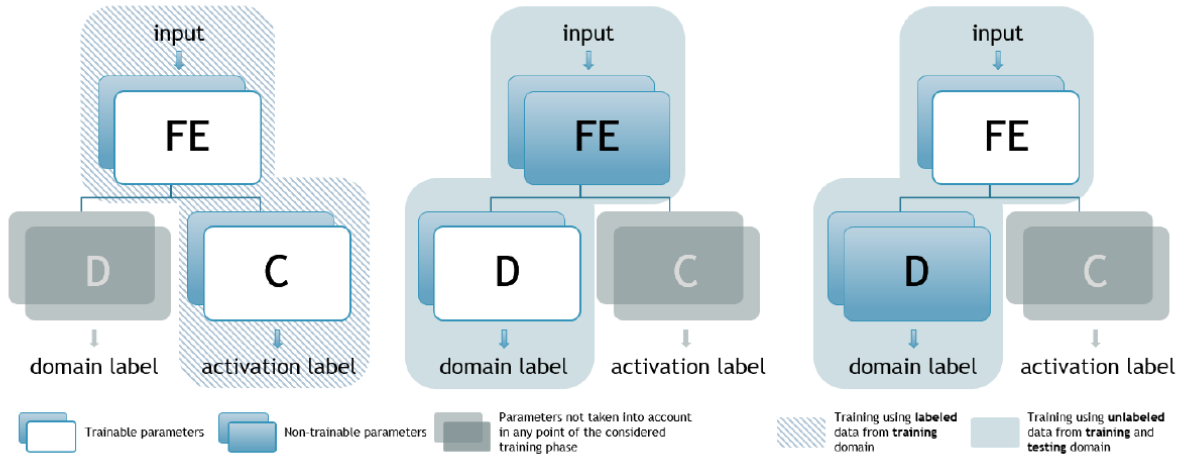 input
input
input
FE
FE
FE
D
C
D
C
D
C
domain label
activation label
domain label
activation label
domain label
activation label
Trainable parameters
Non-trainable parameters
Parameters not taken into account
in any point of the considered
training phase
Training using labeled
data from training
domain
Training using unlabeled
data from training and
testing domain